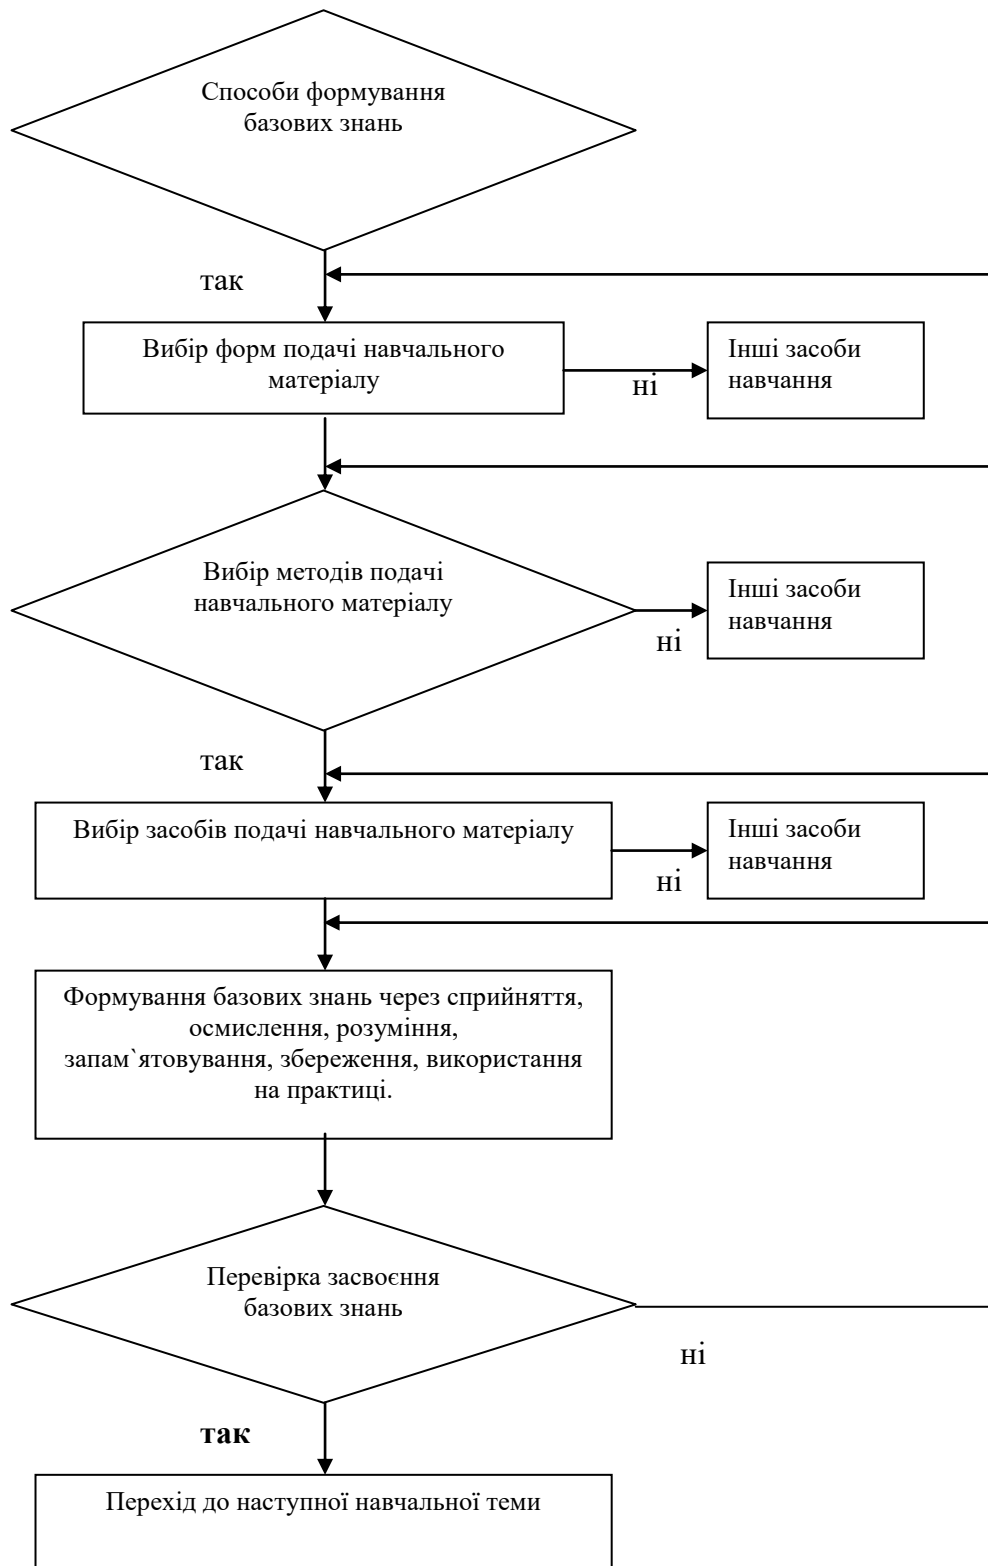 Способи формування
базових знань
так
Вибір форм подачі навчального
матеріалу
ні
Інші засоби
навчання
Вибір методів подачі
навчального матеріалу
ні
Інші засоби
навчання
так
Вибір засобів подачі навчального матеріалу
ні
Інші засоби
навчання
Формування базових знань через сприйняття,
осмислення, розуміння,
запам`ятовування, збереження, використання
на практиці.
Перевірка засвоєння
базових знань
ні
так
Перехід до наступної навчальної теми